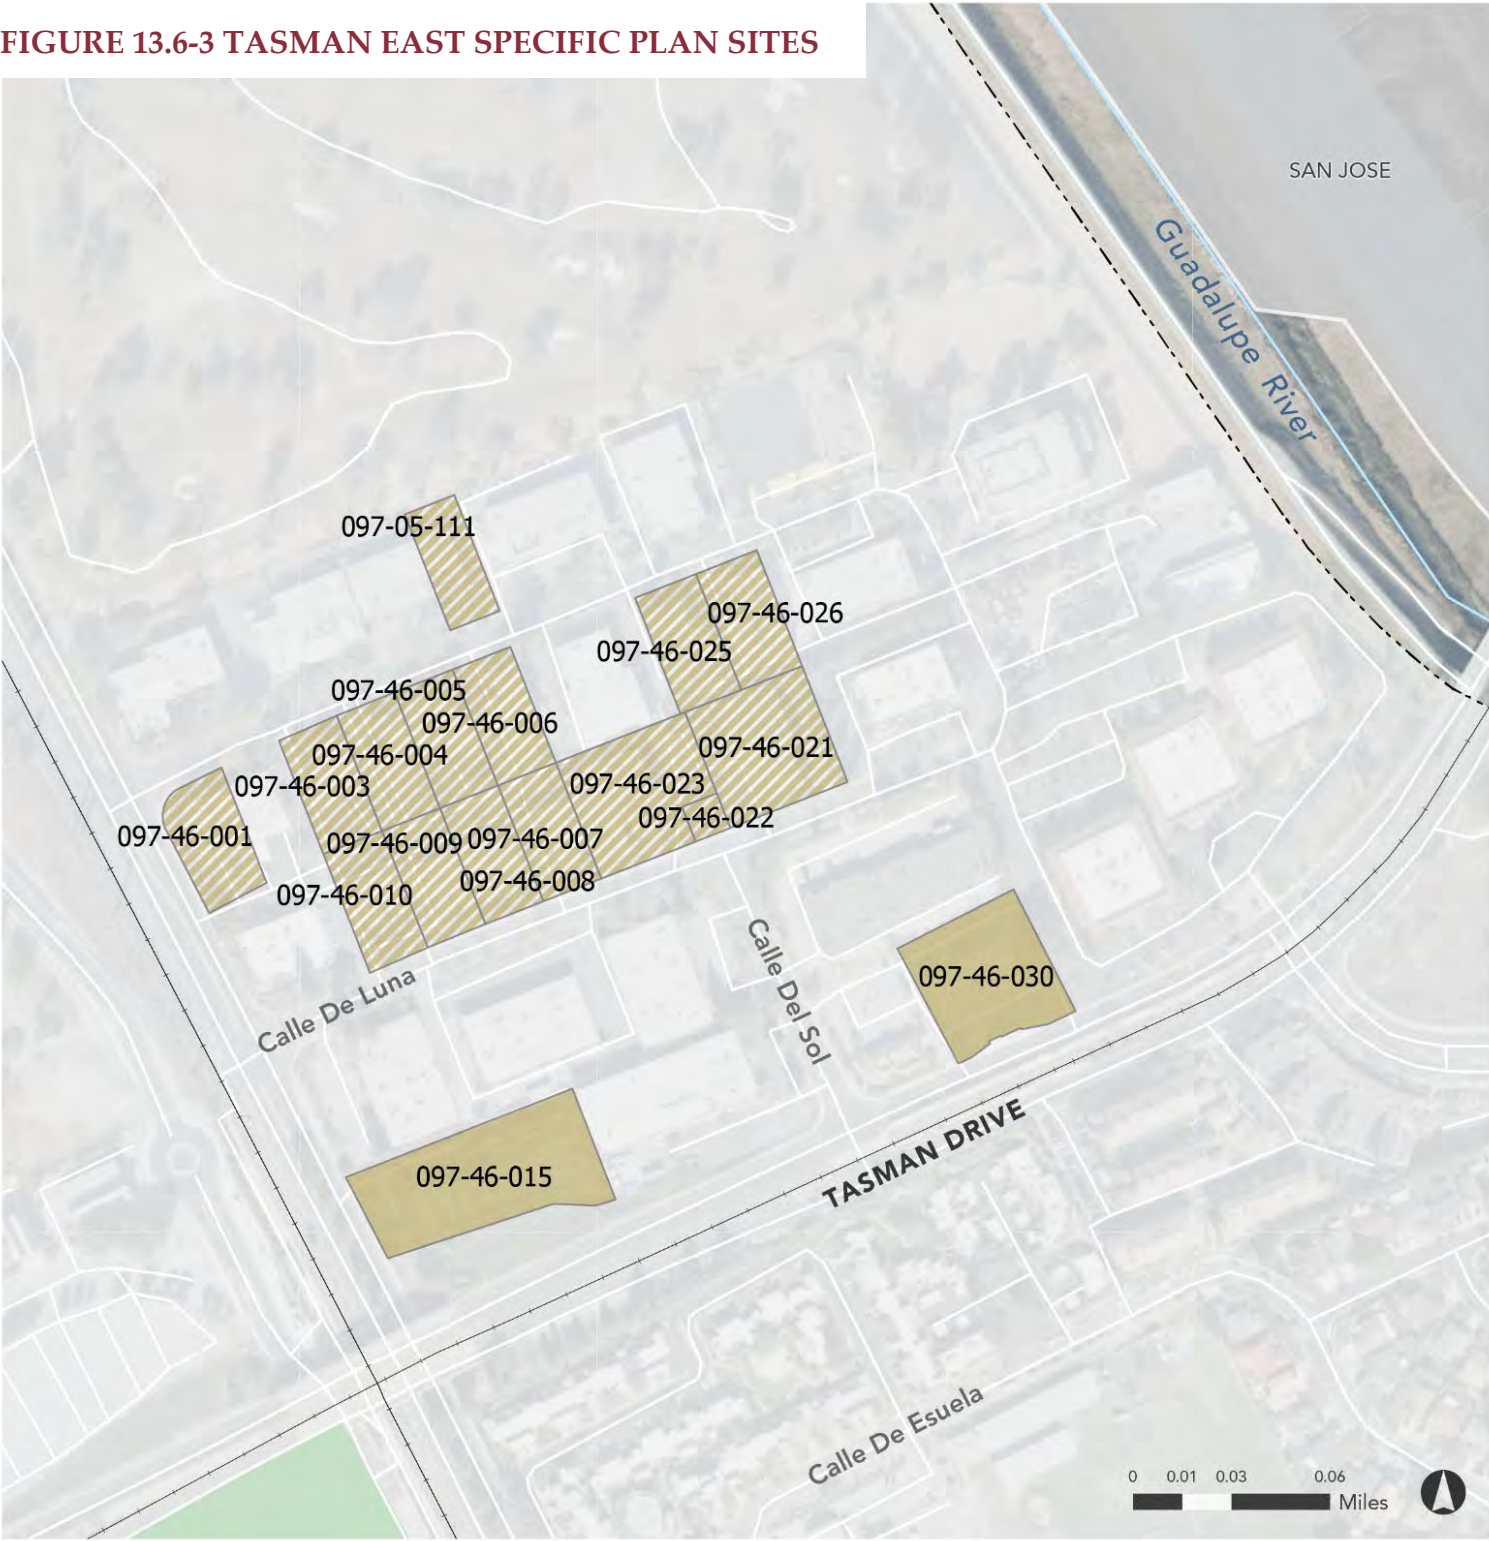 FIGURE 13.6-3 TASMAN EAST SPECIFIC PLAN SITES
SAN JOSE
Guadalupe River
097-05-111
097-46-026
097-46-025
097-46-005
097-46-006
097-46-021
097-46-004
097-46-003
097-46-023
097-46-022
097-46-001
097-46-009
097-46-007
097-46-008
097-46-010
Calle De Luna
Calle Del Sol
097-46-030
TASMAN DRIVE
097-46-015
Calle De Esuela
0 0.01 0.03 0.06
Miles